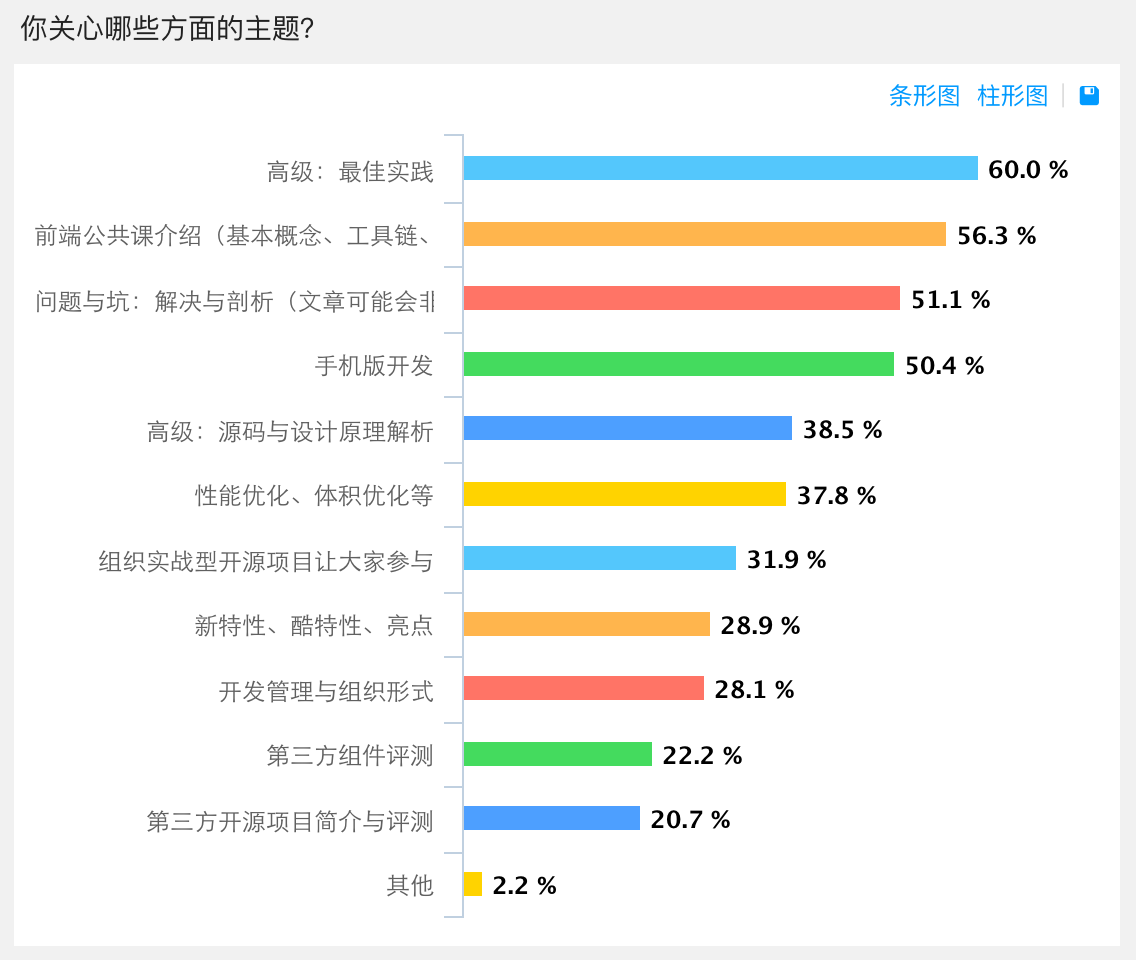 你关心哪些方面的主题?
条形图 柱形图
高级：最佳实践 60.0 %
前端公共课介绍（基本概念、工具链、 56.3 %
问题与坑：解决与剖析（文章可能会 51.1 %
手机版开发 50.4 %
高级：源码与设计原理解析 38.5 %
性能优化、体积优化等 37.8 %
组织实战型开源项目让大家参与 31.9 %
新特性、酷特性、亮点 28.9 %
开发管理与组织形式 28.1 %
第三方组件评测 22.2 %
第三方开源项目简介与评测 20.7 %
其他 2.2 %